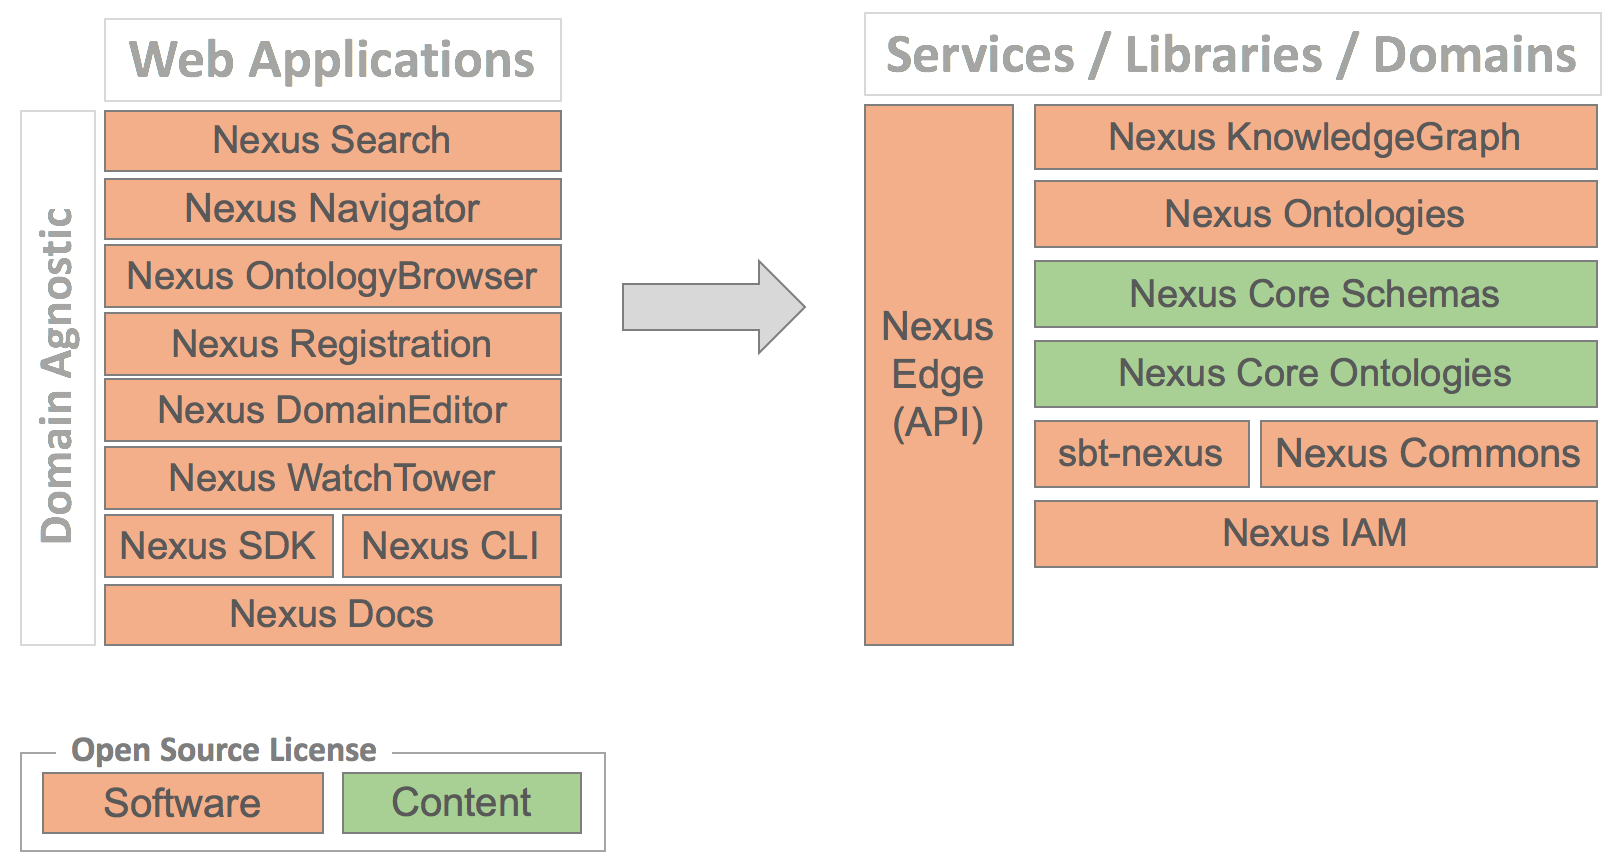 Web Applications
Domain Agnostic
Nexus Search
Nexus Navigator
Nexus OntologyBrowser
Nexus Registration
Nexus DomainEditor
Nexus WatchTower
Nexus SDK
Nexus CLI
Nexus Docs
Services / Libraries / Domains
Nexus
Edge
(API)
Nexus KnowledgeGraph
Nexus Ontologies
Nexus Core Schemas
Nexus Core Ontologies
sbt-nexus
Nexus Commons
Nexus IAM
Open Source License
Software
Content